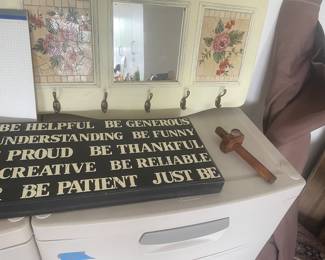 BE HELPFUL BE GENEROUS
UNDERSTANDING BE FUNNY
PROUD BE THANKFUL
CREATIVE BE RELIABLE
BE PATIENT JUST BE